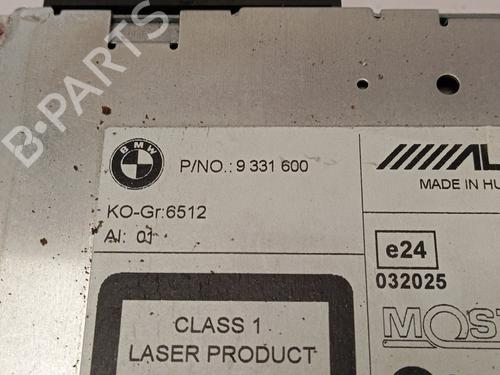 B-PARTS
BMW
P/NO.: 9 331 600
KO-Gr:6512
AI: 01
CLASS 1
LASER PRODUCT
MADE IN HU
e24
032025
MOST